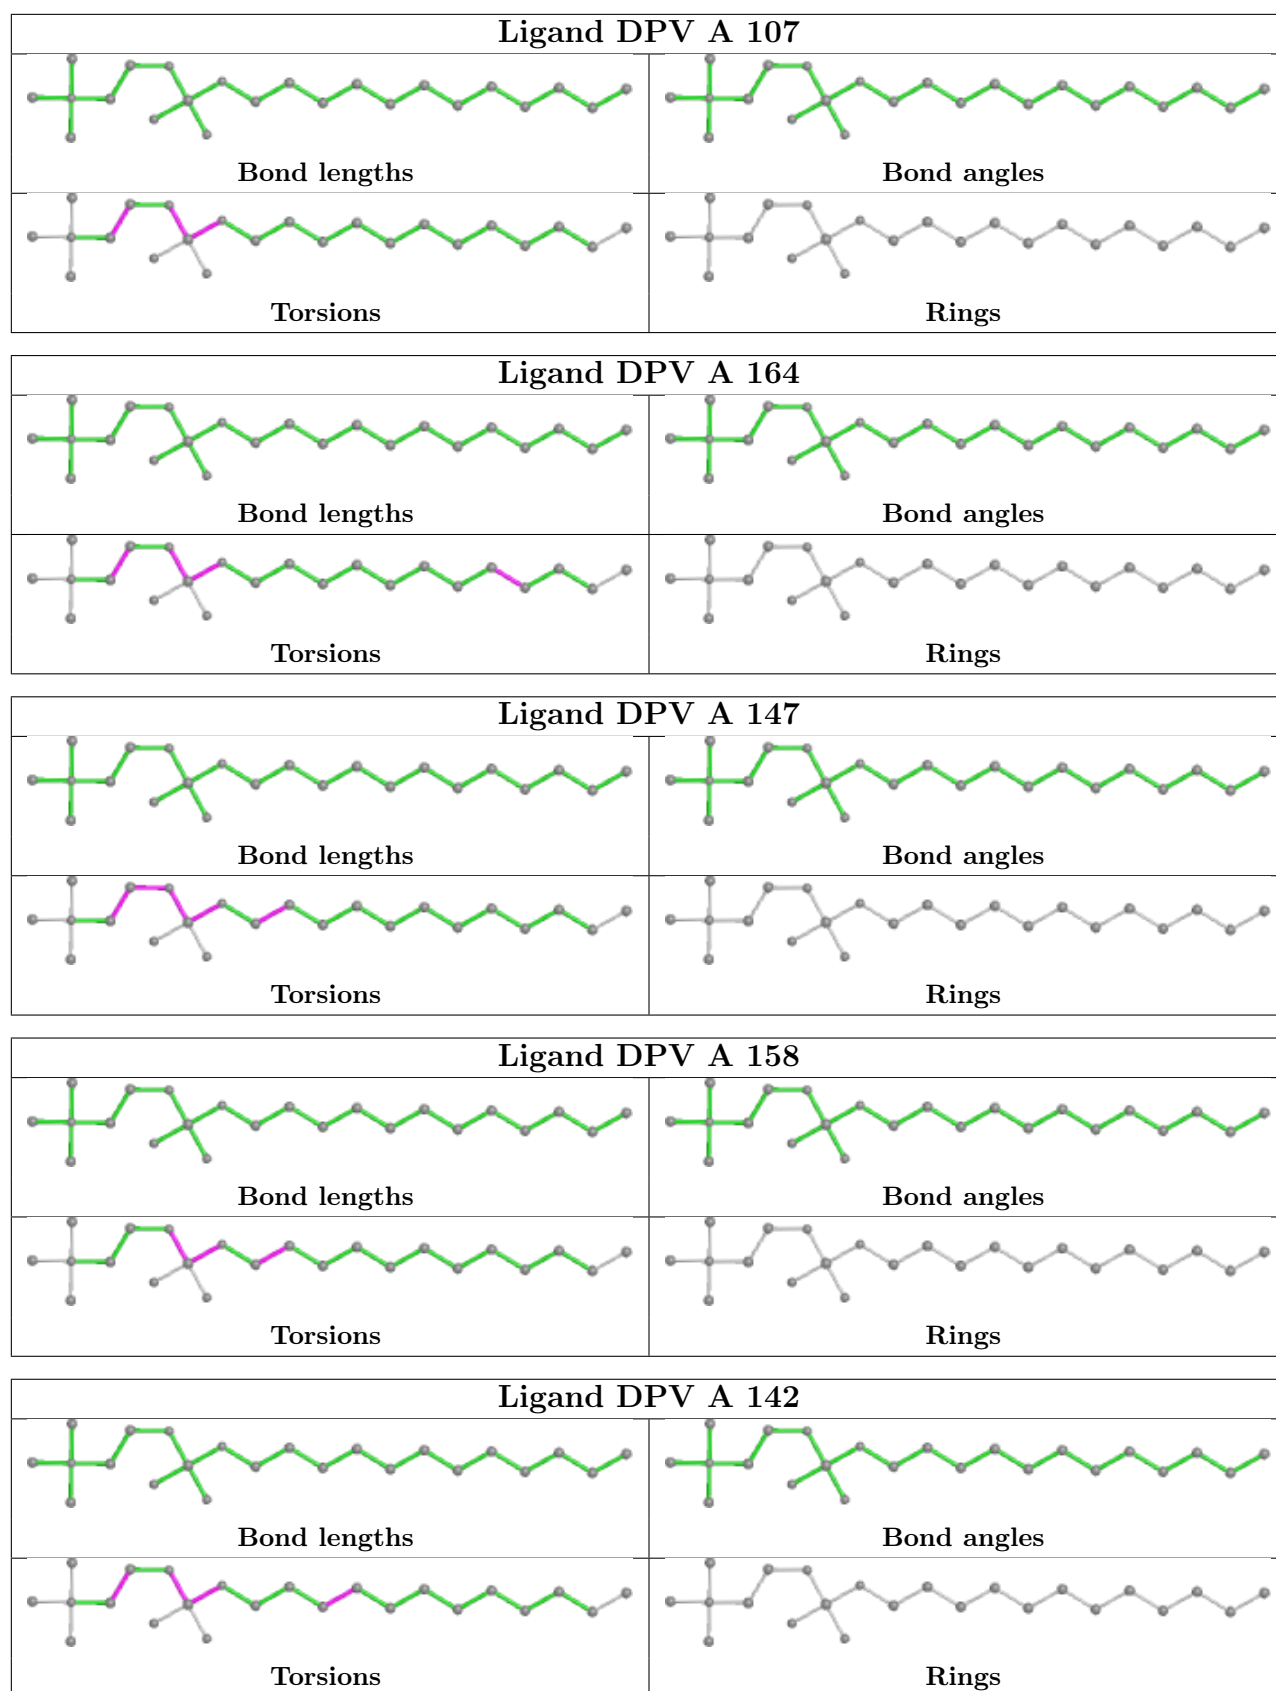 Ligand DPV A 107
Bond lengths
Bond angles
Torsions
Rings
Ligand DPV A 164
Bond lengths
Bond angles
Torsions
Rings
Ligand DPV A 147
Bond lengths
Bond angles
Torsions
Rings
Ligand DPV A 158
Bond lengths
Bond angles
Torsions
Rings
Ligand DPV A 142
Bond lengths
Bond angles
Torsions
Rings